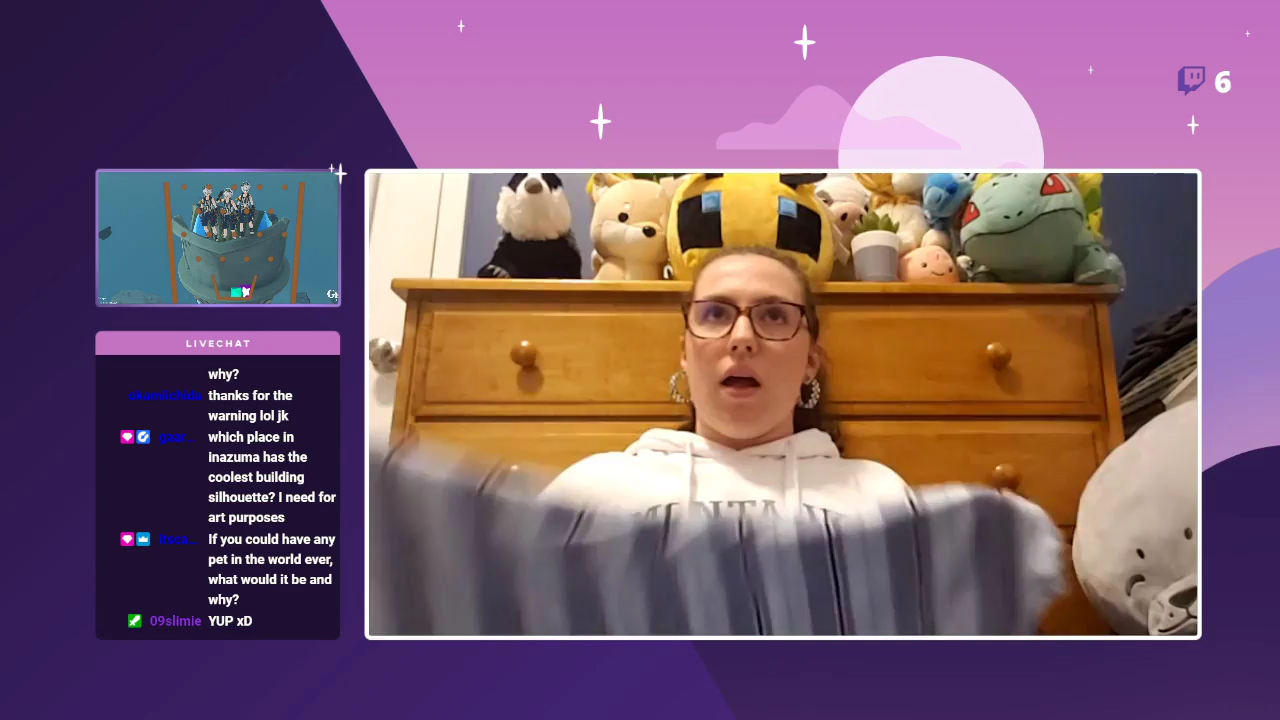 6
LIVECHAT
why?
thanks for the
warning lol jk
which place in
inazuma has the
coolest building
silhouette? I need for
art purposes
If you could have any
pet in the world ever,
what would it be and
why?
09slimie YUP xD